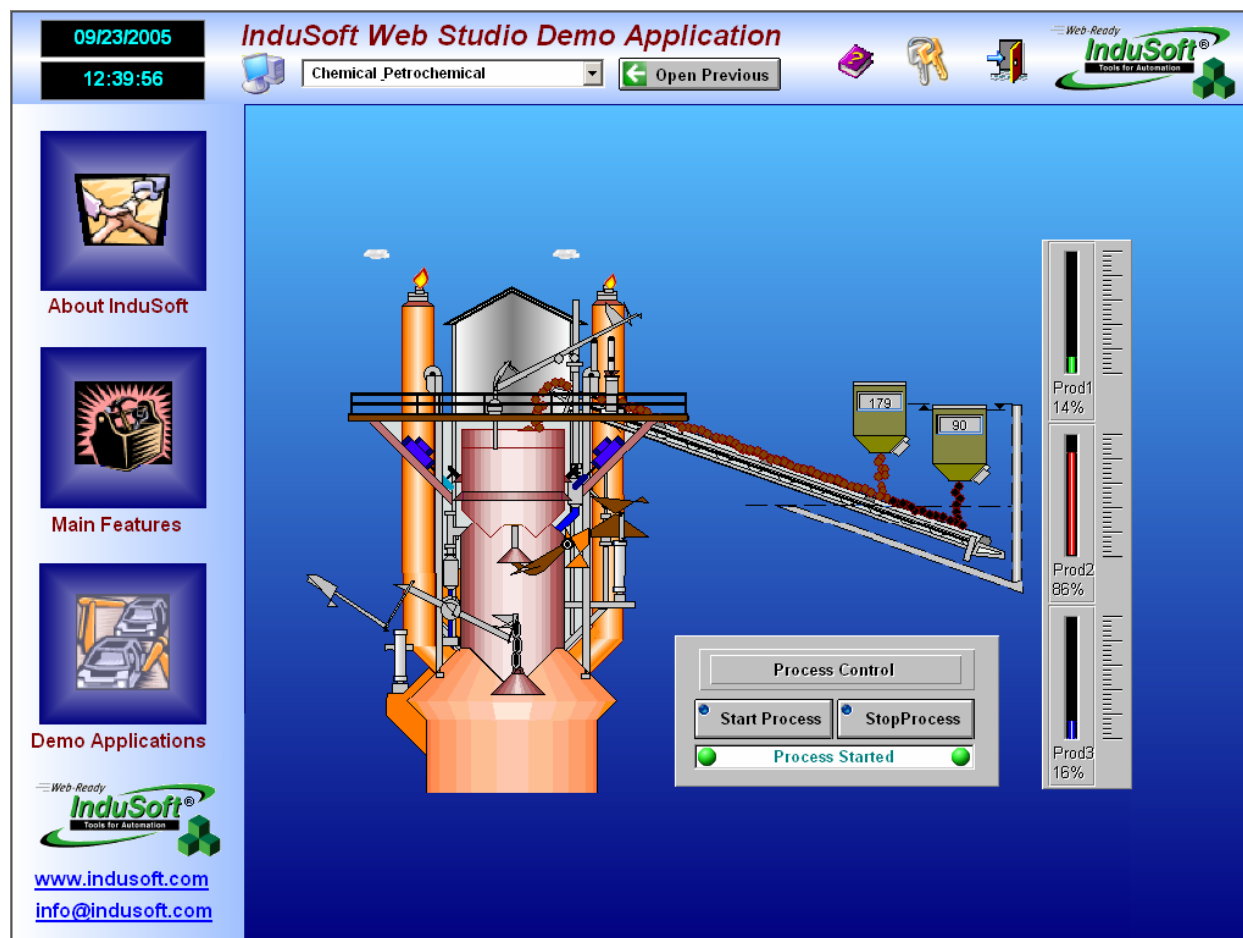 09/23/2005
12:39:56
InduSoft Web Studio Demo Application
Chemical_Petrochemical
Open Previous
Web-Ready
InduSoft®
Tools for Automation
About InduSoft
Main Features
Demo Applications
Web-Ready
InduSoft®
Tools for Automation
www.indusoft.com
info@indusoft.com
179
90
Prod1
14%
Prod2
86%
Prod3
16%
Process Control
Start Process
StopProcess
Process Started